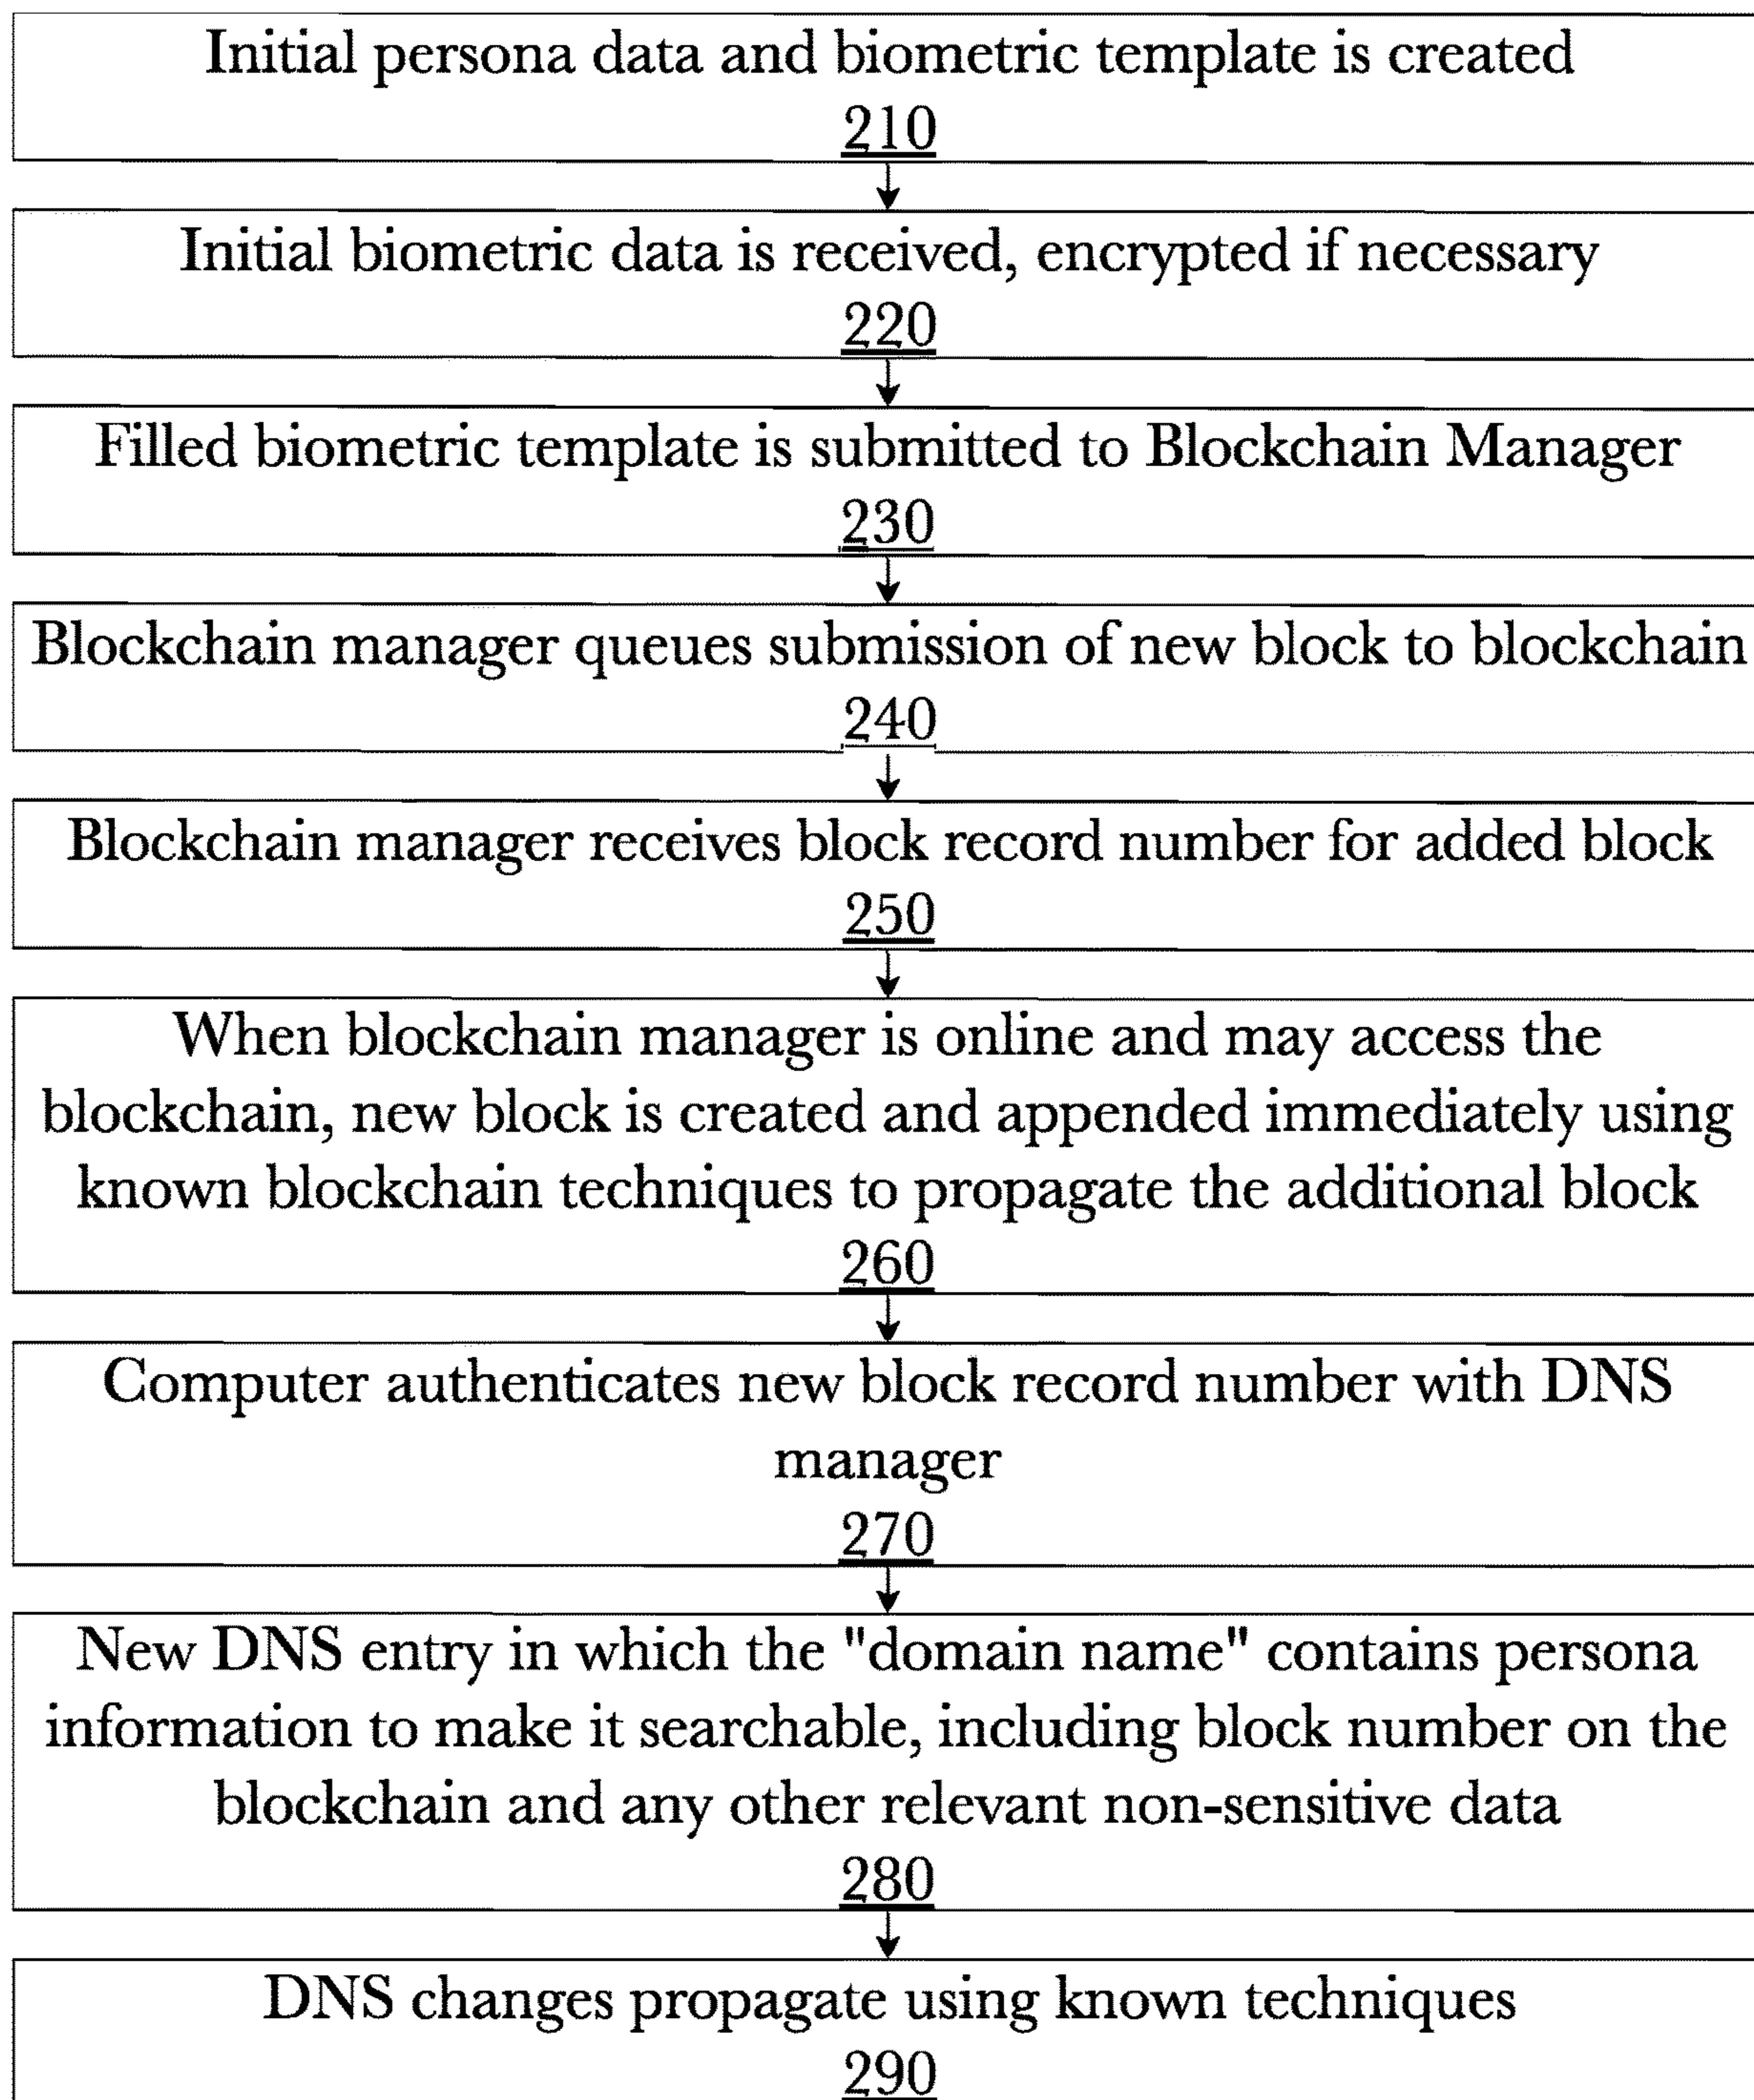 Initial persona data and biometric template is created
210
Initial biometric data is received, encrypted if necessary
220
Filled biometric template is submitted to Blockchain Manager
230
Blockchain manager queues submission of new block to blockchain
240
Blockchain manager receives block record number for added block
250
When blockchain manager is online and may access the
blockchain, new block is created and appended immediately using
known blockchain techniques to propagate the additional block
260
Computer authenticates new block record number with DNS
manager
270
New DNS entry in which the "domain name" contains persona
information to make it searchable, including block number on the
blockchain and any other relevant non-sensitive data
280
DNS changes propagate using known techniques
290